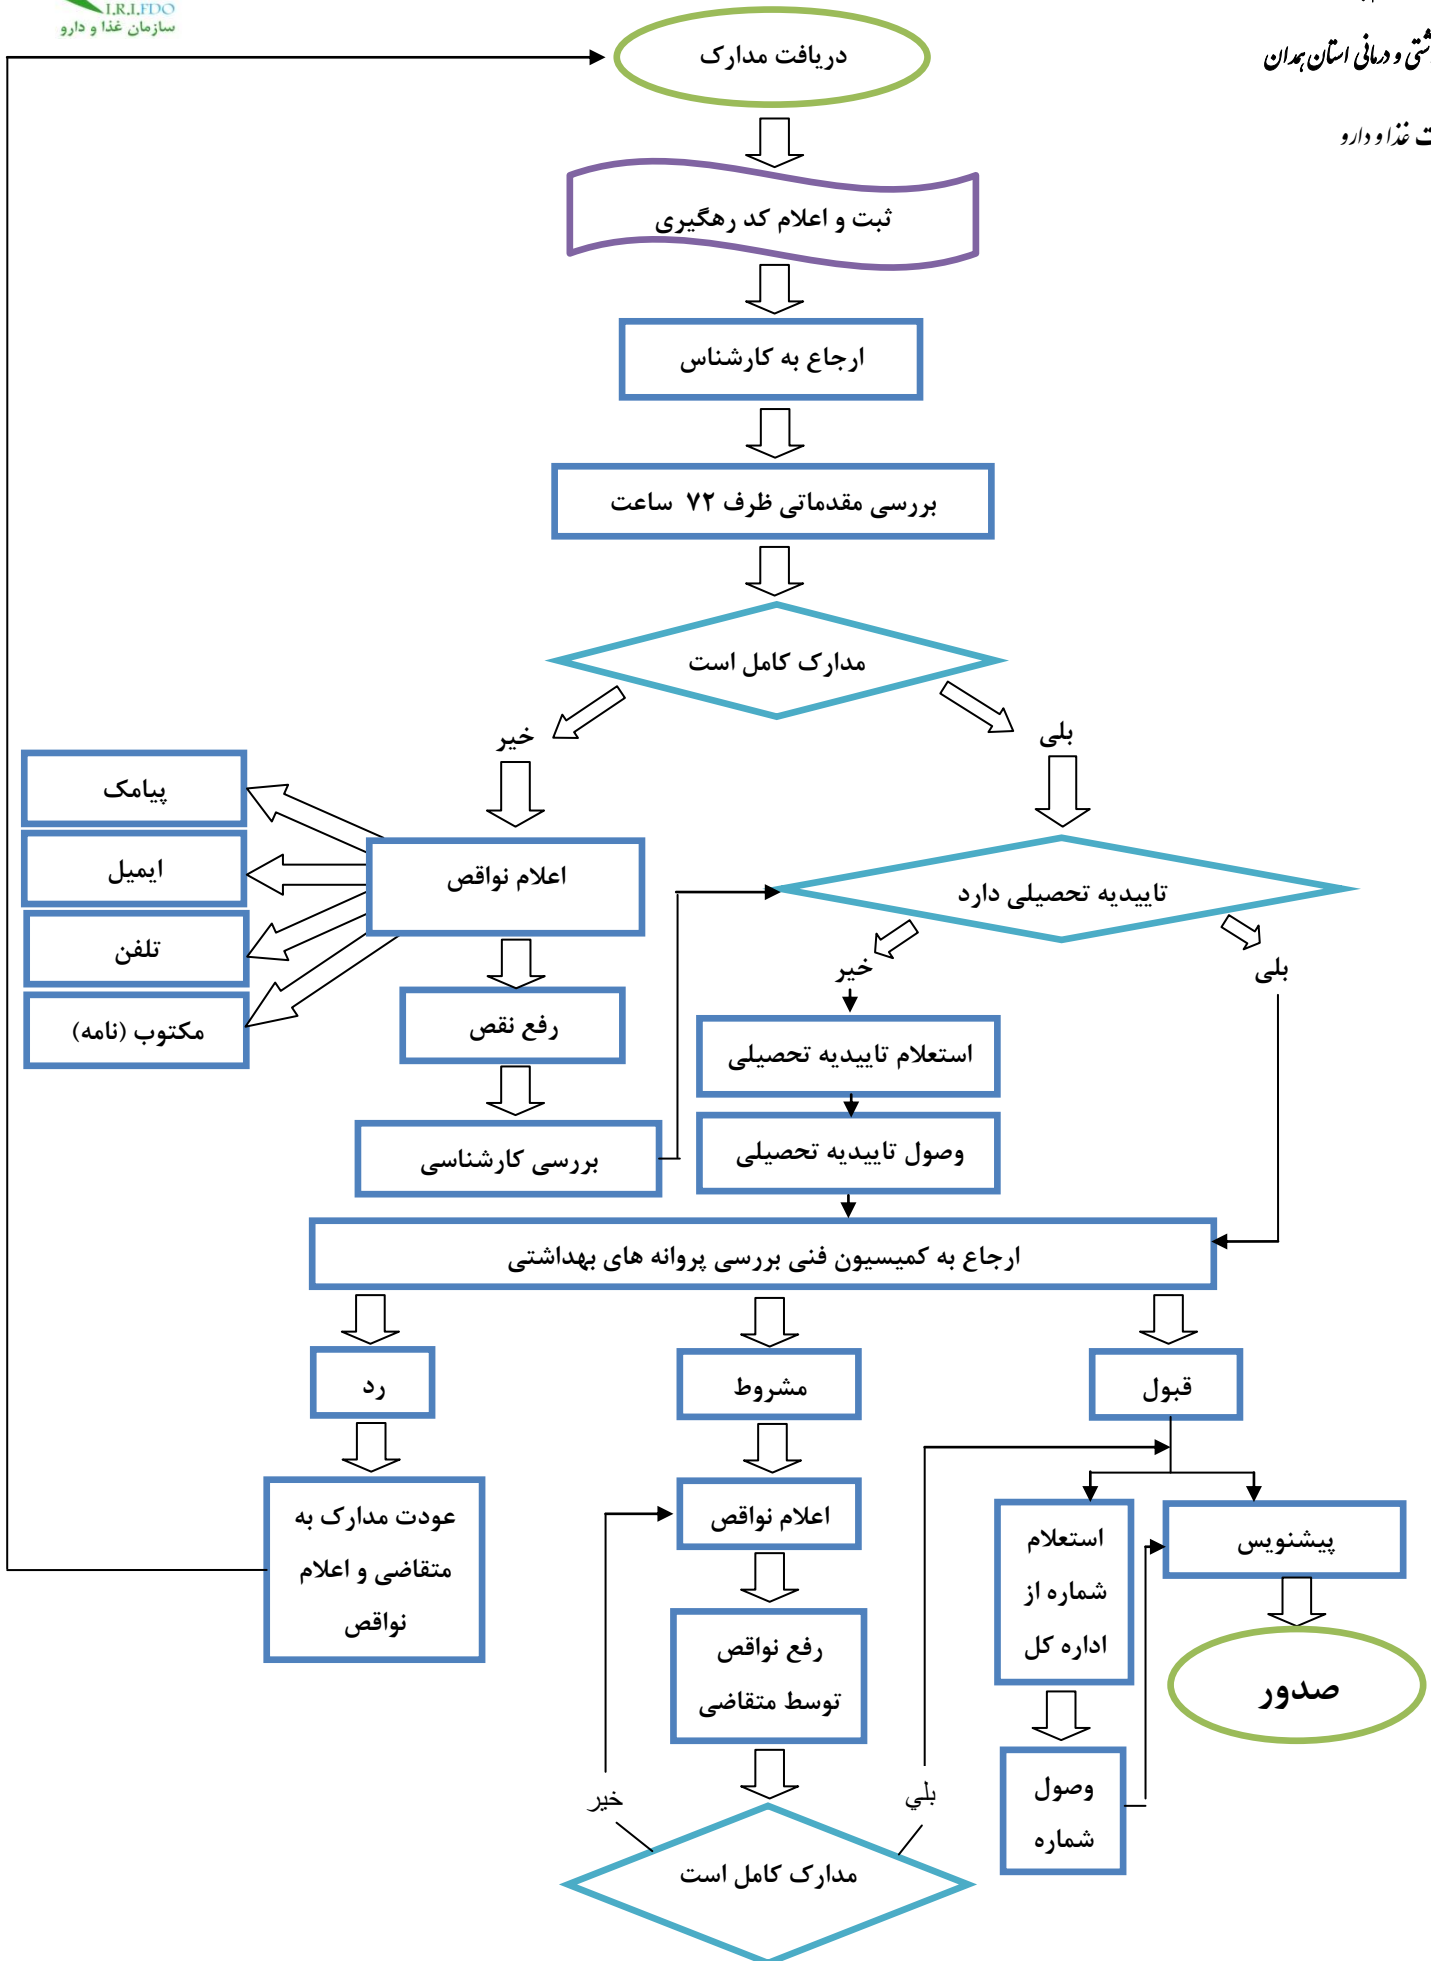 I.R.I.FDO
سازمان غذا و دارو
و درمانی استان همدان
غذا و دارو
دریافت مدارک
ثبت و اعلام کد رهگیری
ارجاع به کارشناس
بررسی مقدماتی ظرف ۷۲ ساعت
مدارک کامل است
خیر
بلی
پیامک
ایمیل
تلفن
مکتوب (نامه)
اعلام نواقص
رفع نقص
بررسی کارشناسی
تاییدیه تحصیلی دارد
خیر
بلی
استعلام تاییدیه تحصیلی
وصول تاییدیه تحصیلی
ارجاع به کمیسیون فنی بررسی پروانه های بهداشتی
رد
مشروط
قبول
عودت مدارک به
متقاضی و اعلام
نواقص
اعلام نواقص
رفع نواقص
توسط متقاضی
خیر
بلي
مدارک کامل است
استعلام
شماره از
اداره کل
وصول
شماره
پیشنویس
صدور